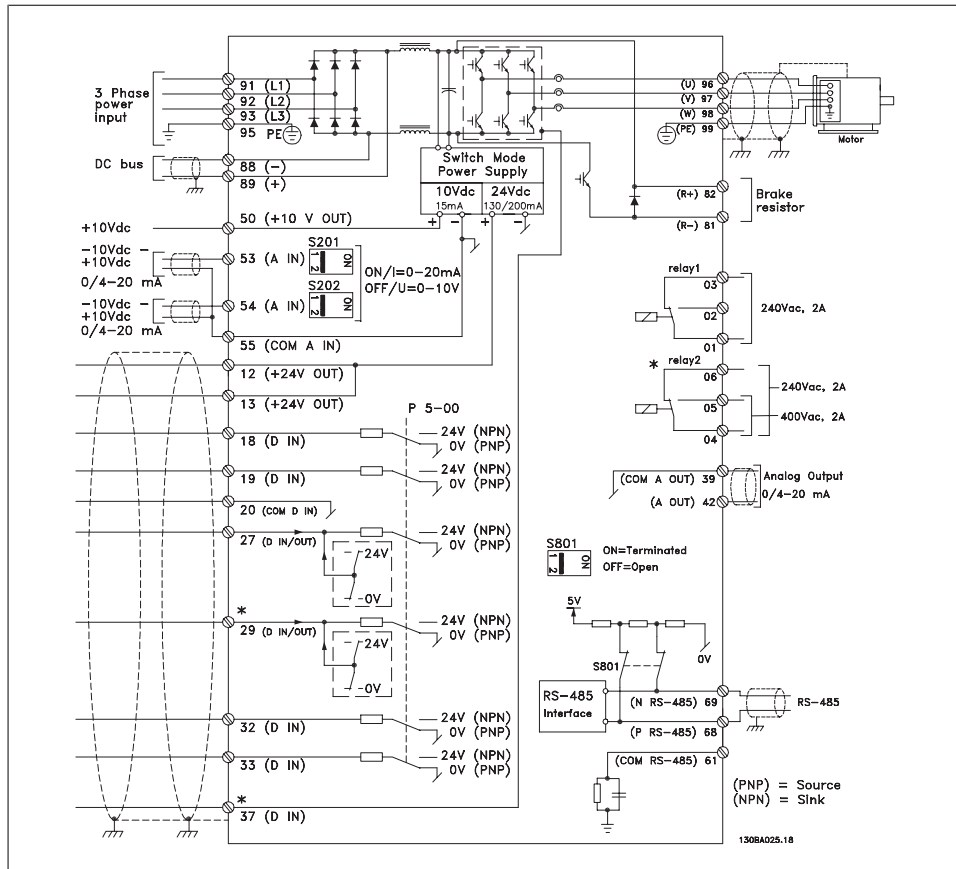 3 Phase
power
input
91 (L1)
92 (L2)
93 (L3)
95 PE
DC bus
88 (-)
89 (+)
Switch Mode
Power Supply
10Vdc
15mA
24Vdc
130/200mA
+ - + -
(U) 96
(V) 97
(W) 98
(PE) 99
Motor
(R+) 82
(R-) 81
Brake
resistor
+10Vdc
50 (+10 V OUT)
-10Vdc -
+10Vdc
0/4-20 mA
53 (A IN)
S201
1 2
ON
-10Vdc -
+10Vdc
0/4-20 mA
54 (A IN)
S202
1 2
ON
ON/I=0-20mA
OFF/U=0-10V
55 (COM A IN)
12 (+24V OUT)
13 (+24V OUT)
P 5-00
18 (D IN)
24V (NPN)
0V (PNP)
19 (D IN)
24V (NPN)
0V (PNP)
20 (COM D IN)
27 (D IN/OUT)
24V (NPN)
0V (PNP)
24V
0V
*
29 (D IN/OUT)
24V (NPN)
0V (PNP)
24V
0V
32 (D IN)
24V (NPN)
0V (PNP)
33 (D IN)
24V (NPN)
0V (PNP)
*
37 (D IN)
relay1
03
02
01
240Vac, 2A
* relay2
06
05
04
240Vac, 2A
400Vac, 2A
(COM A OUT) 39
(A OUT) 42
Analog Output
0/4-20 mA
S801
1 2
ON
ON=Terminated
OFF=Open
5V
S801
0V
RS-485
Interface
(N RS-485) 69
(P RS-485) 68
RS-485
(COM RS-485) 61
(PNP) = Source
(NPN) = Sink
130BA025.18